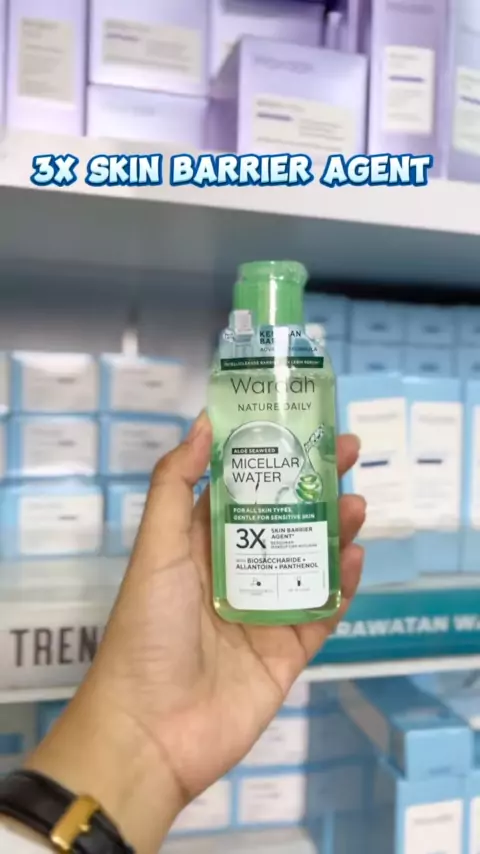 3X SKIN BARRIER AGENT
Wardah
NATURE DAILY
ALOE SEAWEED
MICELLAR
WATER
FOR ALL SKIN TYPES,
GENTLE FOR SENSITIVE SKIN
3X SKIN BARRIER
AGENT*
BIOSACCHARIDE +
ALLANTOIN + PANTHENOL
TREN
RAWATAN W